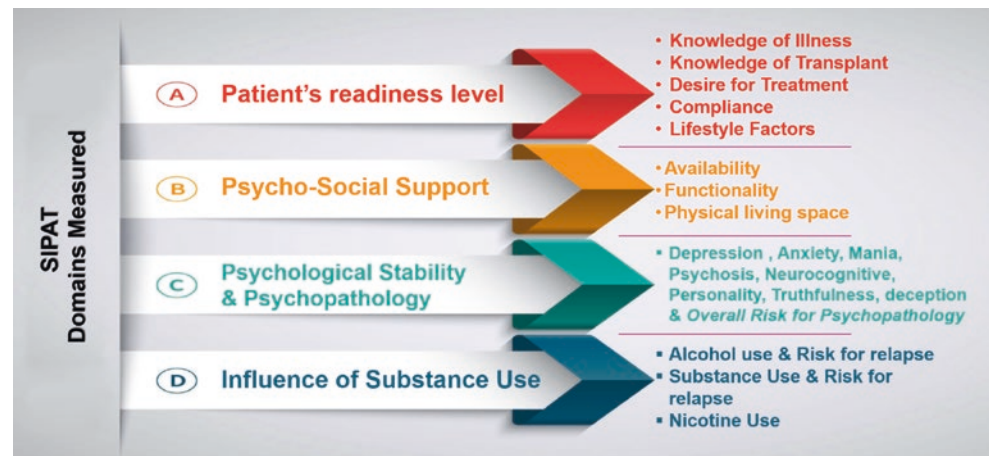 SIPAT
Domains Measured
A
Patient's readiness level
• Knowledge of Illness
• Knowledge of Transplant
• Desire for Treatment
• Compliance
• Lifestyle Factors
B
Psycho-Social Support
• Availability
• Functionality
• Physical living space
C
Psychological Stability
& Psychopathology
▪ Depression , Anxiety, Mania,
Psychosis, Neurocognitive,
Personality, Truthfulness, deception
& Overall Risk for Psychopathology
D
Influence of Substance Use
▪ Alcohol use & Risk for relapse
▪ Substance Use & Risk for
relapse
▪ Nicotine Use